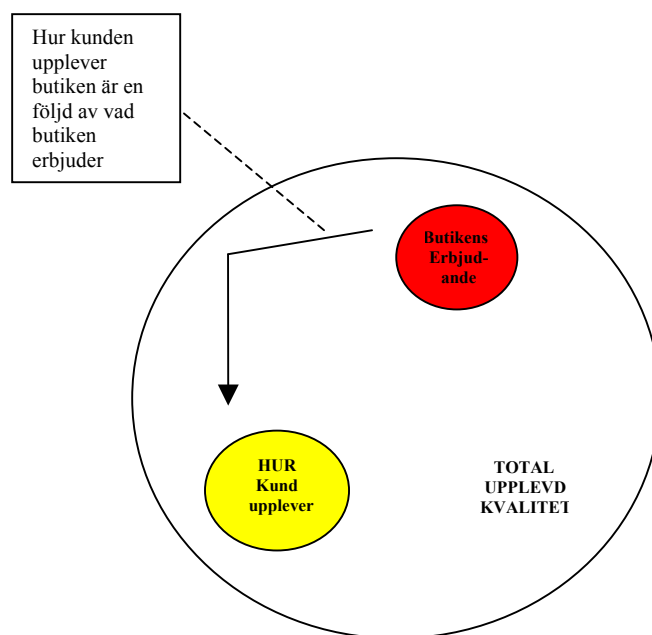 Hur kunden
upplever
butiken är en
följd av vad
butiken
erbjuder
Butikens
Erbjud-
ande
HUR
Kund
upplever
TOTAL
UPPLEVD
KVALITET